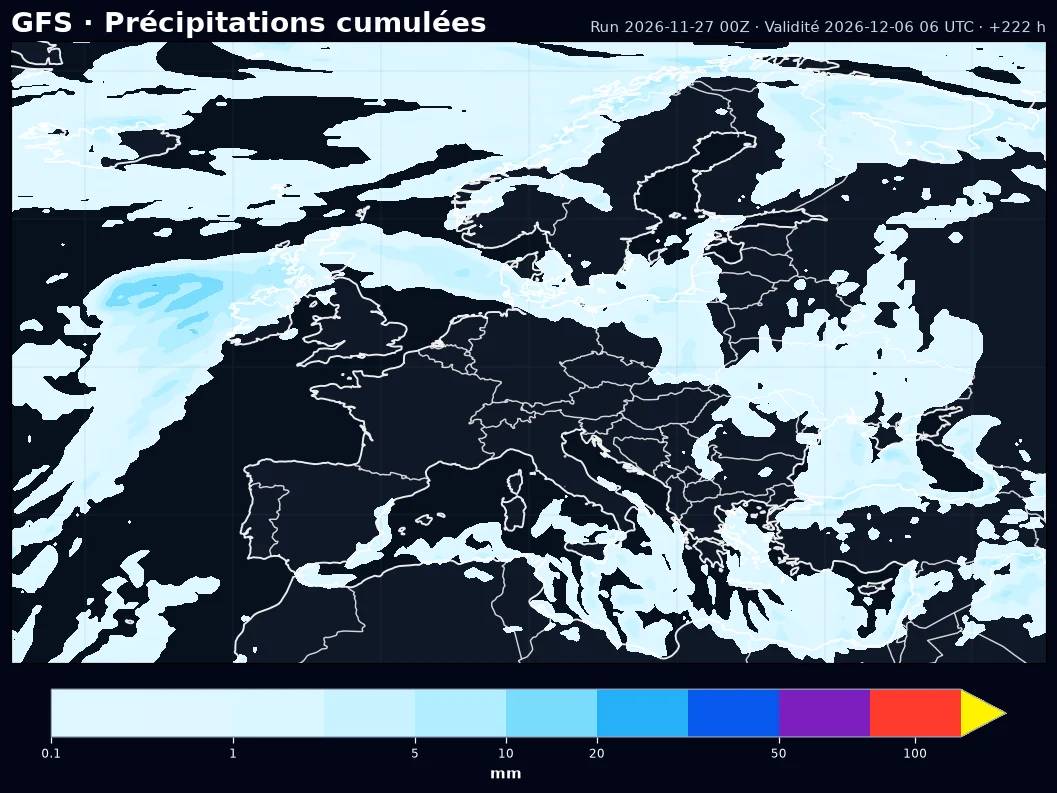 GFS · Précipitations cumulées
Run 2026-11-27 00Z · Validité 2026-12-06 06 UTC · +222 h
0.1 1 5 10 20 50 100
mm